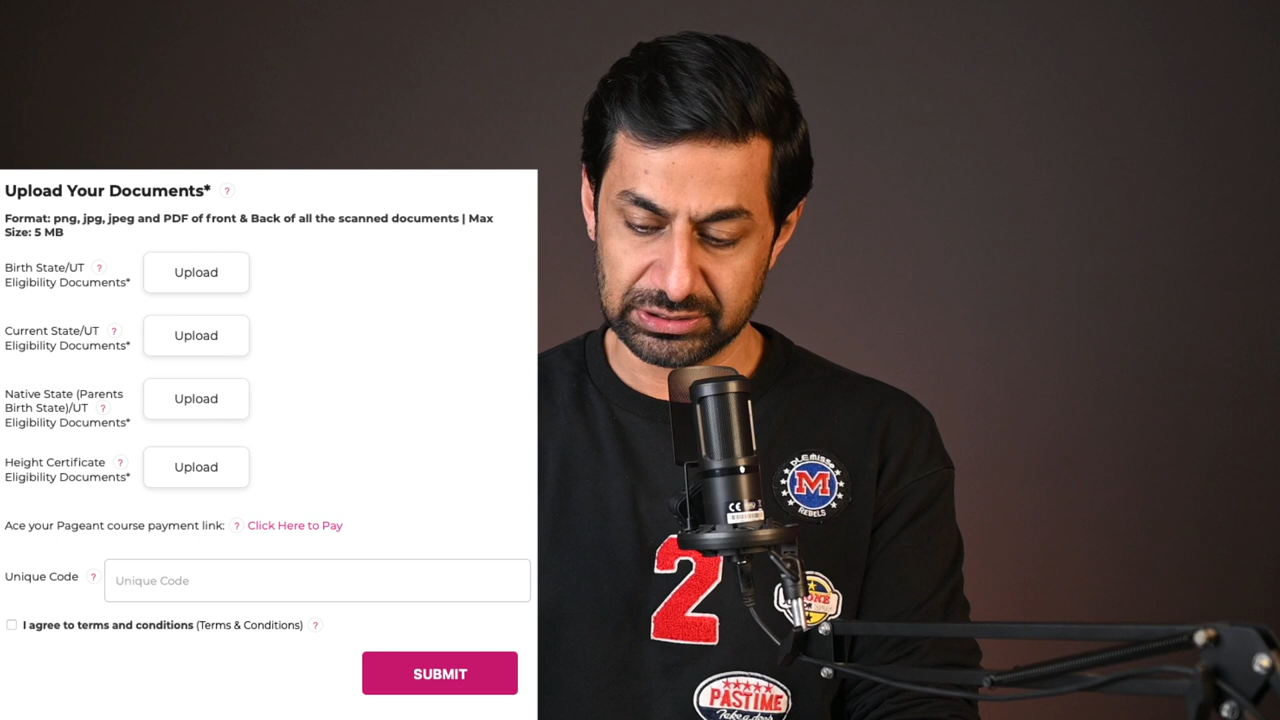 Upload Your Documents* ?
Format: png, jpg, jpeg and PDF of front & Back of all the scanned documents | Max
Size: 5 MB
Birth State/UT ?
Eligibility Documents*
Upload
Current State/UT ?
Eligibility Documents*
Upload
Native State (Parents
Birth State)/UT ?
Eligibility Documents*
Upload
Height Certificate ?
Eligibility Documents*
Upload
Ace your Pageant course payment link: ? Click Here to Pay
Unique Code ?
Unique Code
I agree to terms and conditions (Terms & Conditions) ?
SUBMIT
CE
M
REBELS
2
PASTIME